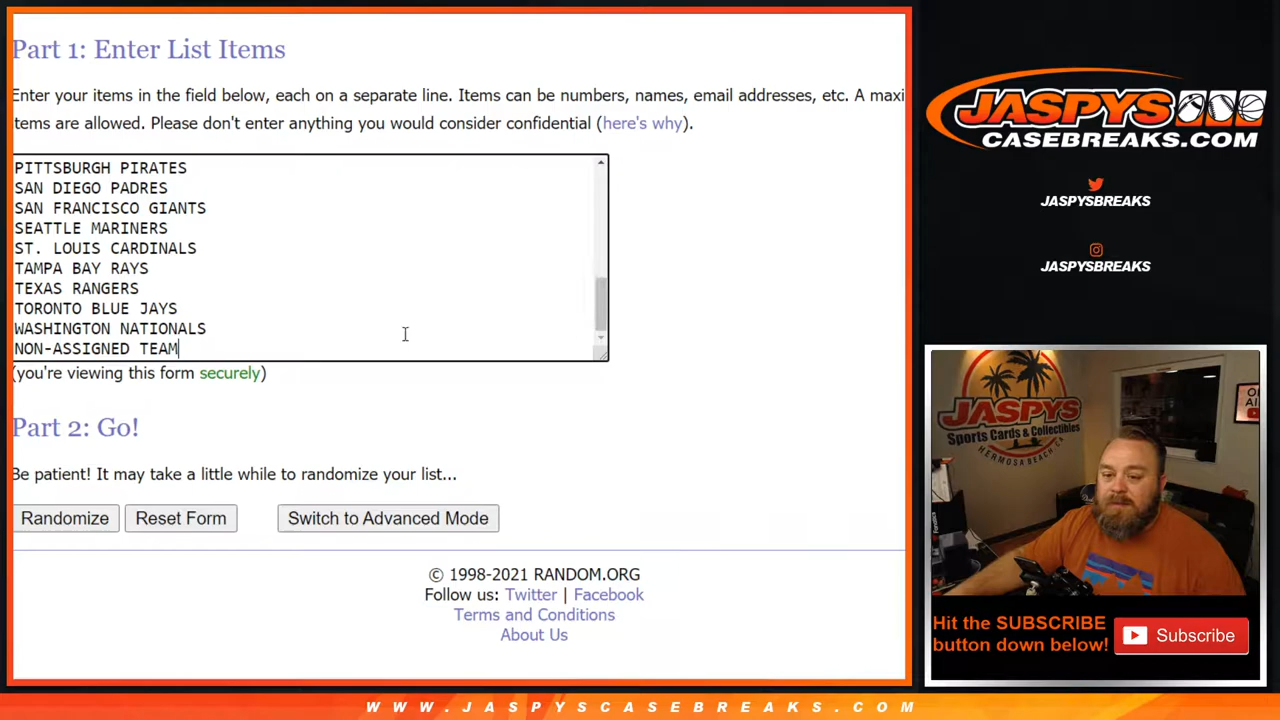 Part 1: Enter List Items
Enter your items in the field below, each on a separate line. Items can be numbers, names, email addresses, etc. A maxi
items are allowed. Please don't enter anything you would consider confidential (here's why).
PITTSBURGH PIRATES
SAN DIEGO PADRES
SAN FRANCISCO GIANTS
SEATTLE MARINERS
ST. LOUIS CARDINALS
TAMPA BAY RAYS
TEXAS RANGERS
TORONTO BLUE JAYS
WASHINGTON NATIONALS
NON-ASSIGNED TEAM
(you're viewing this form securely)
Part 2: Go!
Be patient! It may take a little while to randomize your list...
Randomize
Reset Form
Switch to Advanced Mode
© 1998-2021 RANDOM.ORG
Follow us: Twitter | Facebook
Terms and Conditions
About Us
JASPYS
CASEBREAKS.COM
JASPYSBREAKS
JASPYSBREAKS
JASPYS
Sports Cards & Collectibles
HERMOSA BEACH CA
Hit the SUBSCRIBE
button down below!
Subscribe
WWW.JASPYSCASEBREAKS.COM